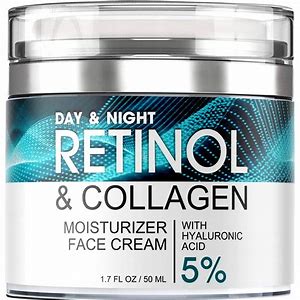 DAY & NIGHT
RETINOL
& COLLAGEN
MOISTURIZER
FACE CREAM
WITH
HYALURONIC
ACID
5%
1.7 FL OZ / 50 ML